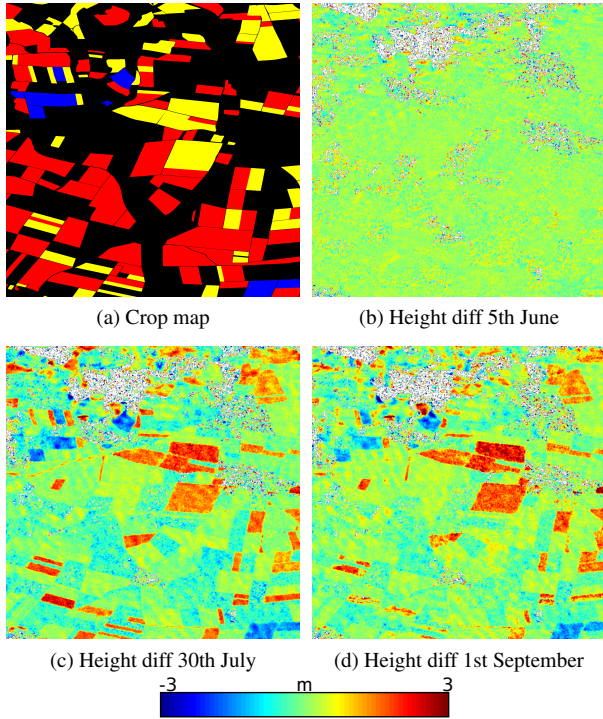 (a) Crop map
(b) Height diff 5th June
(c) Height diff 30th July
(d) Height diff 1st September
-3 m 3